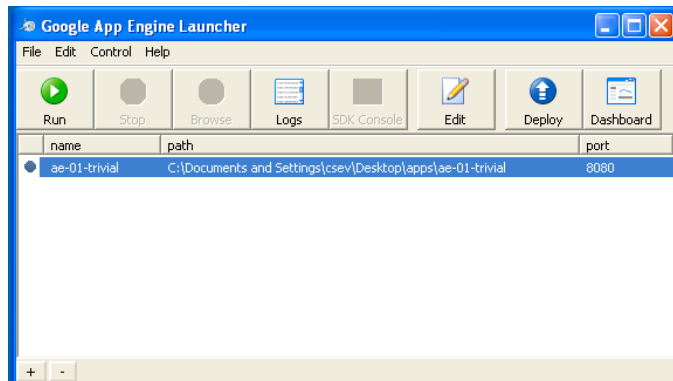 Google App Engine Launcher
File Edit Control Help
Run Stop Browse Logs SDK Console Edit Deploy Dashboard
name path port
ae-01-trivial C:\Documents and Settings\csev\Desktop\apps\ae-01-trivial 8080
+ -